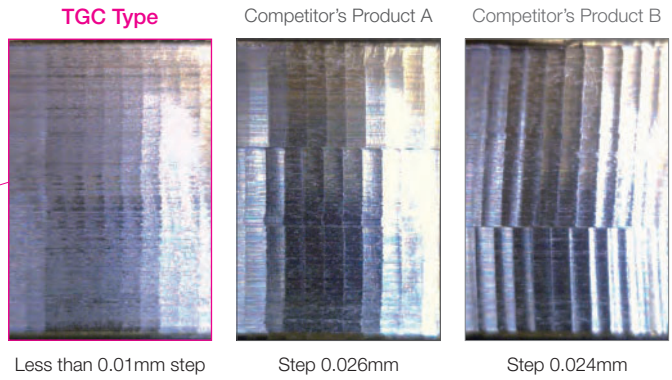 TGC Type
Competitor's Product A
Competitor's Product B
Less than 0.01mm step
Step 0.026mm
Step 0.024mm